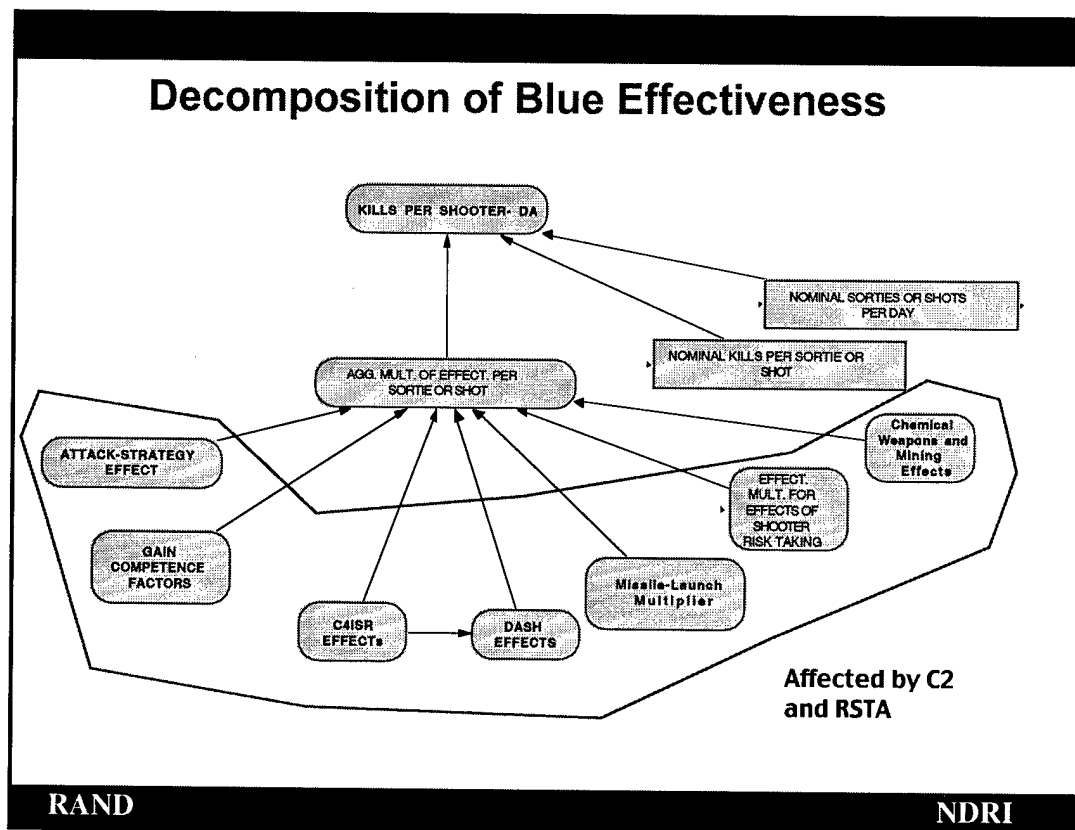 Decomposition of Blue Effectiveness
KILLS PER SHOOTER- DA
NOMINAL SORTIES OR SHOTS
PER DAY
NOMINAL KILLS PER SORTIE OR
SHOT
AGG. MULT. OF EFFECT. PER
SORTIE OR SHOT
Chemical
Weapons and
Mining
Effects
ATTACK-STRATEGY
EFFECT
EFFECT.
MULT. FOR
EFFECTS OF
SHOOTER
RISK TAKING
GAIN
COMPETENCE
FACTORS
Missile-Launch
Multiplier
C4ISR
EFFECTs
DASH
EFFECTS
Affected by C2
and RSTA
RAND
NDRI